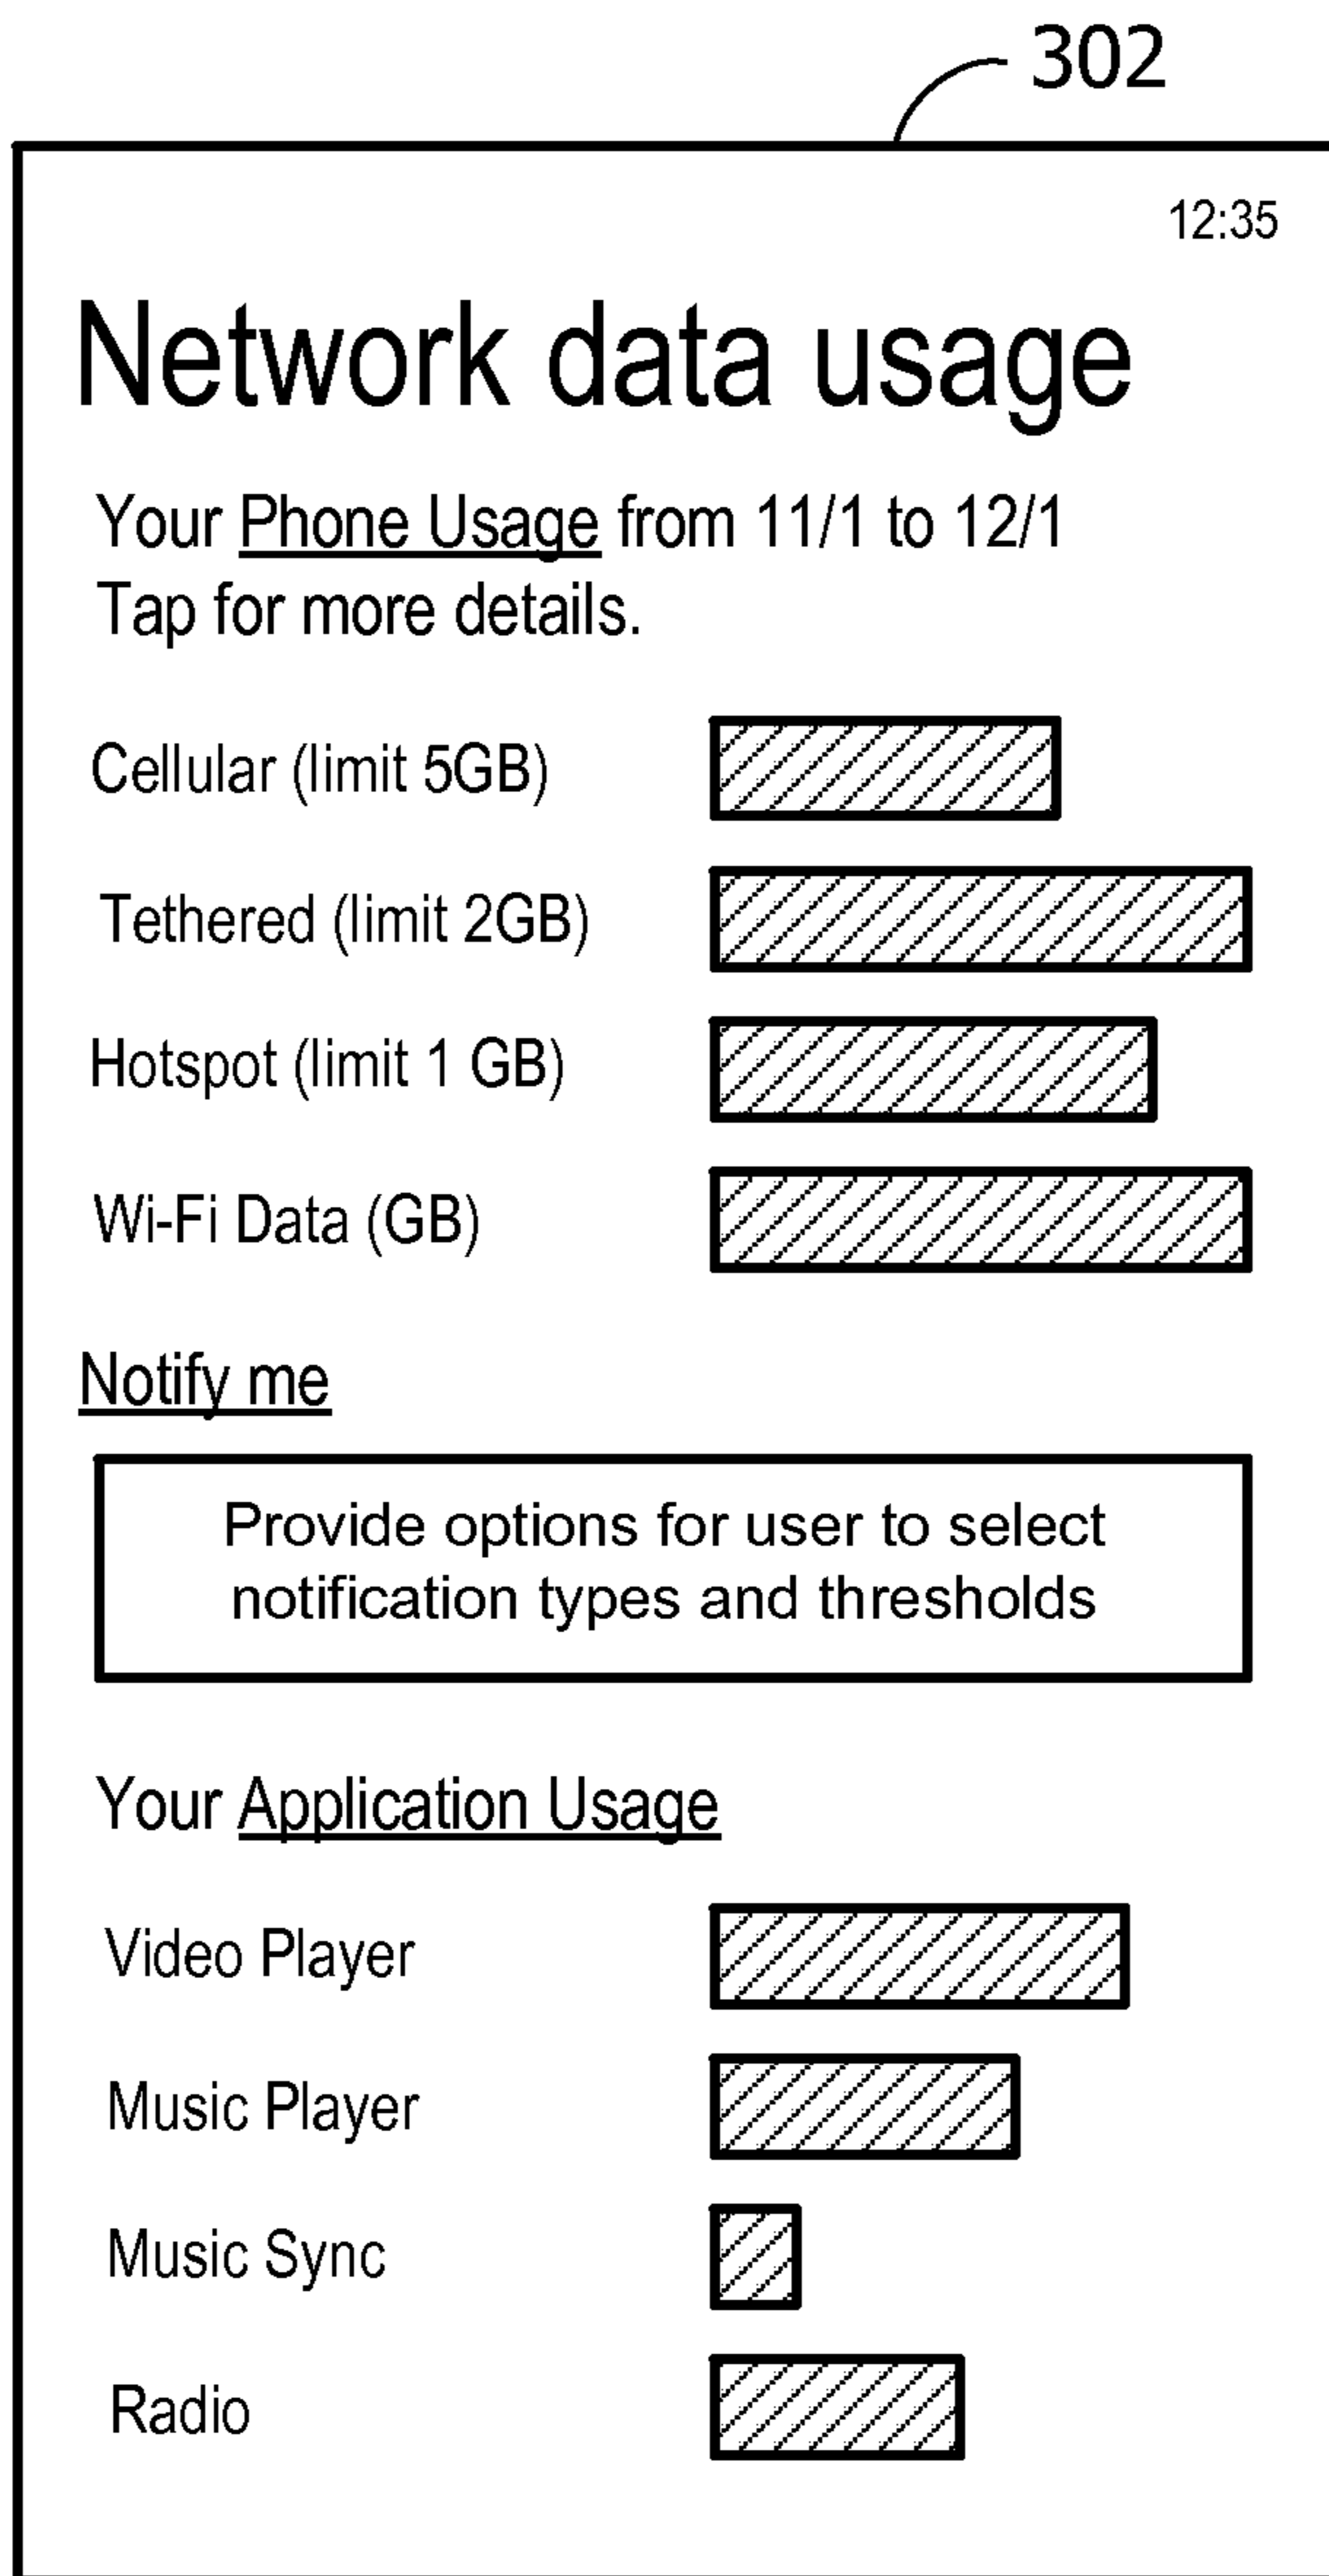 302
12:35
Network data usage
Your Phone Usage from 11/1 to 12/1
Tap for more details.
Cellular (limit 5GB)
Tethered (limit 2GB)
Hotspot (limit 1 GB)
Wi-Fi Data (GB)
Notify me
Provide options for user to select
notification types and thresholds
Your Application Usage
Video Player
Music Player
Music Sync
Radio